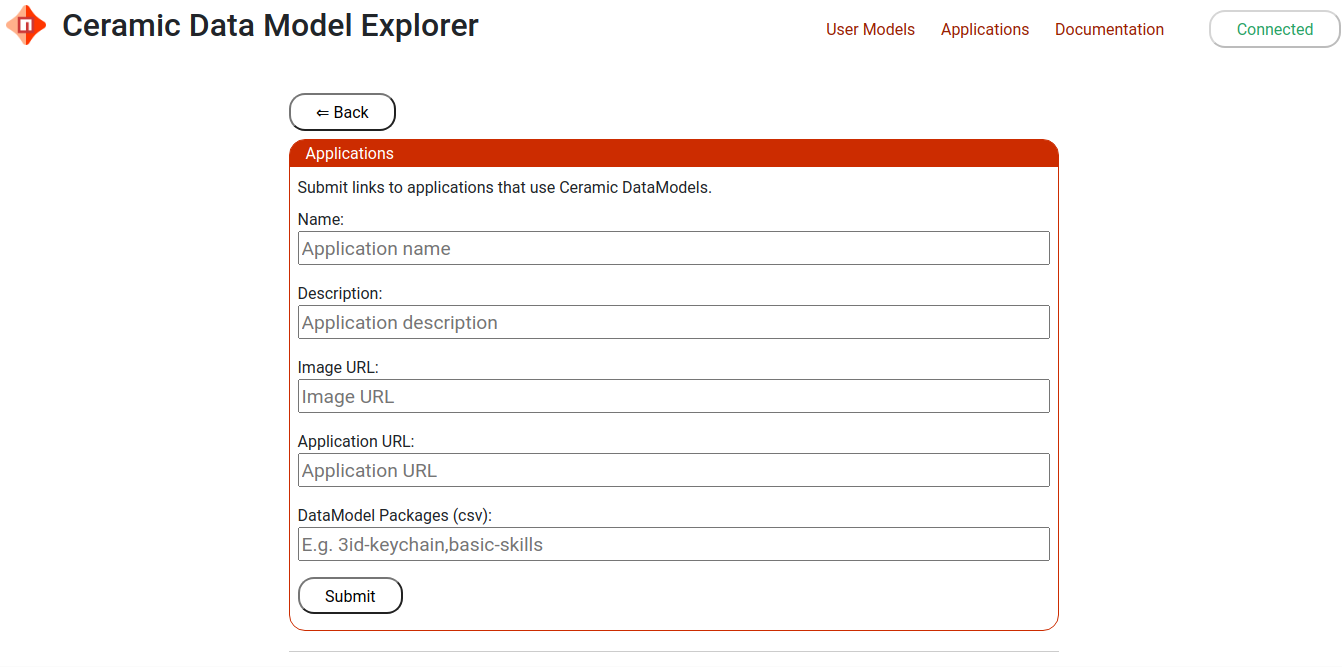 Ceramic Data Model Explorer
User Models Applications Documentation Connected
⇐ Back
Applications
Submit links to applications that use Ceramic DataModels.
Name:
Application name
Description:
Application description
Image URL:
Image URL
Application URL:
Application URL
DataModel Packages (csv):
E.g. 3id-keychain,basic-skills
Submit